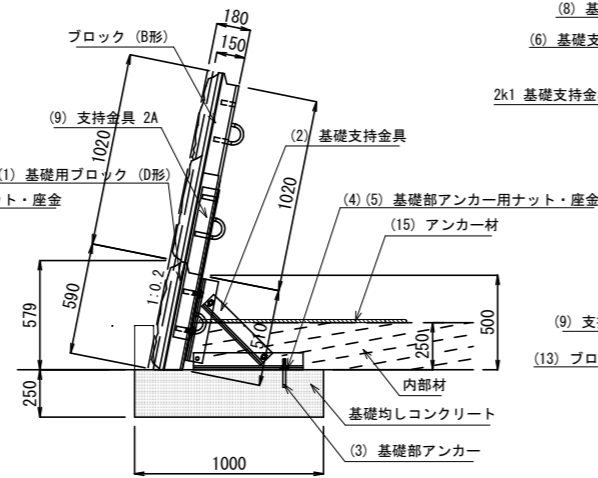 180
(8) 基
ブロック (B形)
150
(6) 基礎支
2k1 基礎支持金
(9) 支持金具 2A
(2) 基礎支持金具
1020
1020
(1) 基礎用ブロック (D形)
ット・座金
(4)(5) 基礎部アンカー用ナット・座金
(15) アンカー材
1:0.2
590
579
510
250
500
(9) 支
(13) ブロ
内部材
250
基礎均しコンクリート
(3) 基礎部アンカー
1000